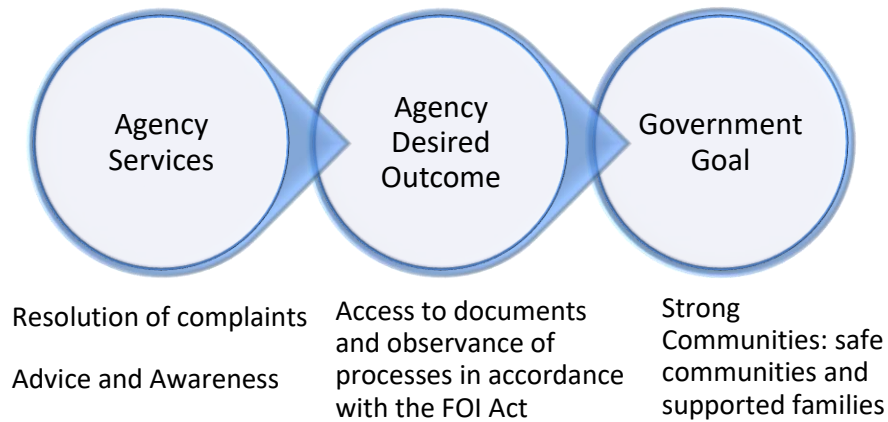 Agency
Services
Agency
Desired
Outcome
Government
Goal
Resolution of complaints
Advice and Awareness
Access to documents
and observance of
processes in accordance
with the FOI Act
Strong
Communities: safe
communities and
supported families